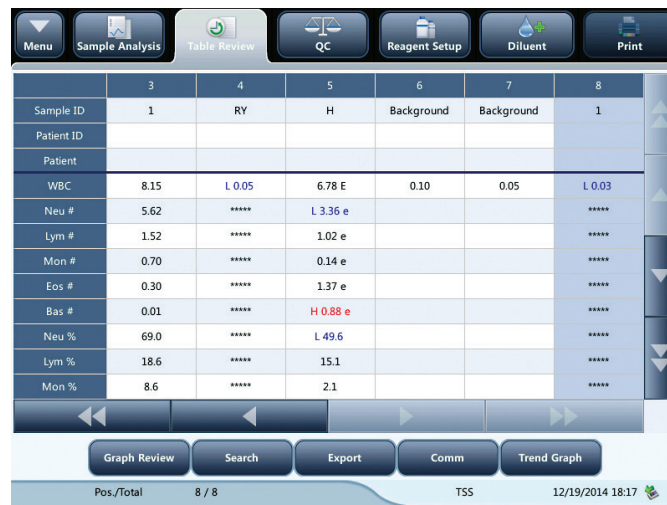 Menu Sample Analysis Table Review QC Reagent Setup Diluent Print
3 4 5 6 7 8
Sample ID 1 RY H Background Background 1
Patient ID
Patient
WBC 8.15 L 0.05 6.78 E 0.10 0.05 L 0.03
Neu # 5.62 ***** L 3.36 e *****
Lym # 1.52 ***** 1.02 e *****
Mon # 0.70 ***** 0.14 e *****
Eos # 0.30 ***** 1.37 e *****
Bas # 0.01 ***** H 0.88 e *****
Neu % 69.0 ***** L 49.6 *****
Lym % 18.6 ***** 15.1 *****
Mon % 8.6 ***** 2.1 *****
Graph Review Search Export Comm Trend Graph
Pos./Total 8 / 8 TSS 12/19/2014 18:17